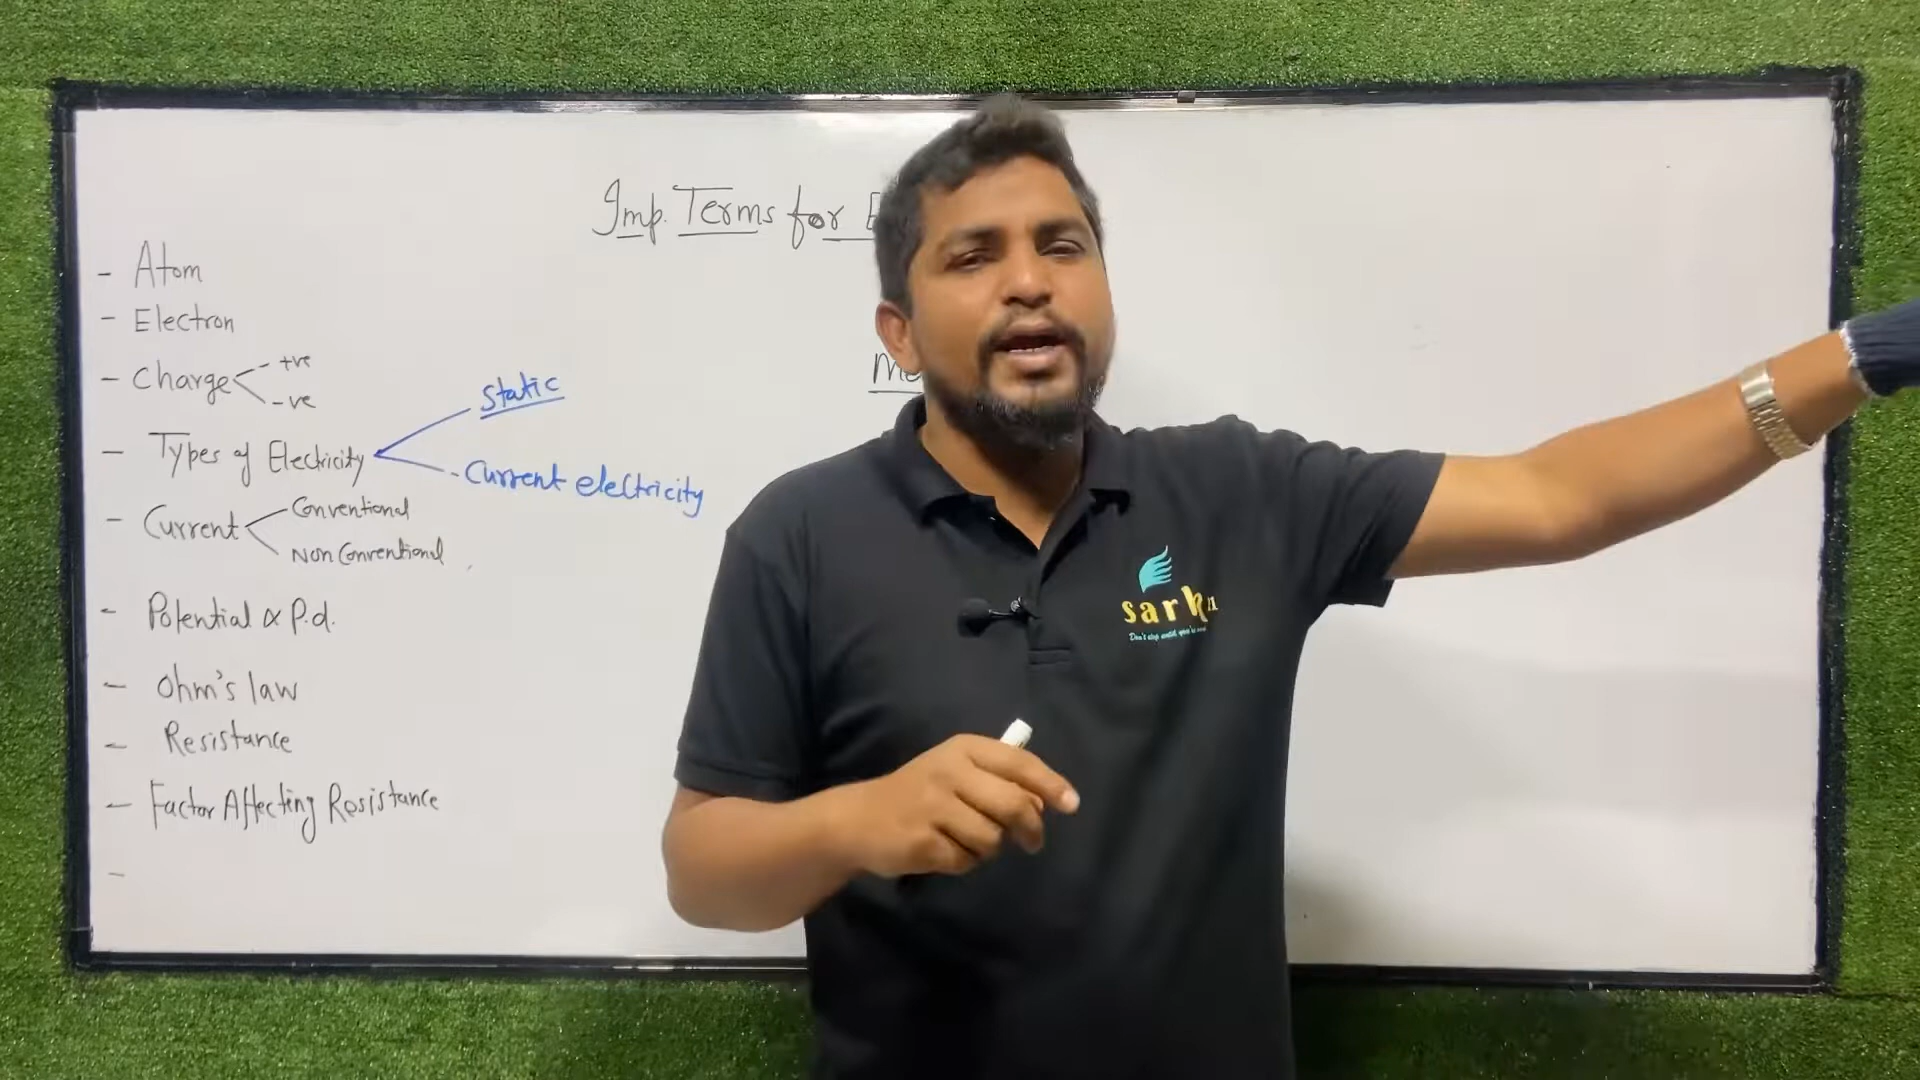 Imp. Terms for
- Atom
- Electron
- Charge
- +ve
- -ve
- Types of Electricity
Static
- Current electricity
- Current
Conventional
Non Conventional
- Potential & P.d.
- Ohm's law
- Resistance
- Factor Affecting Resistance
-